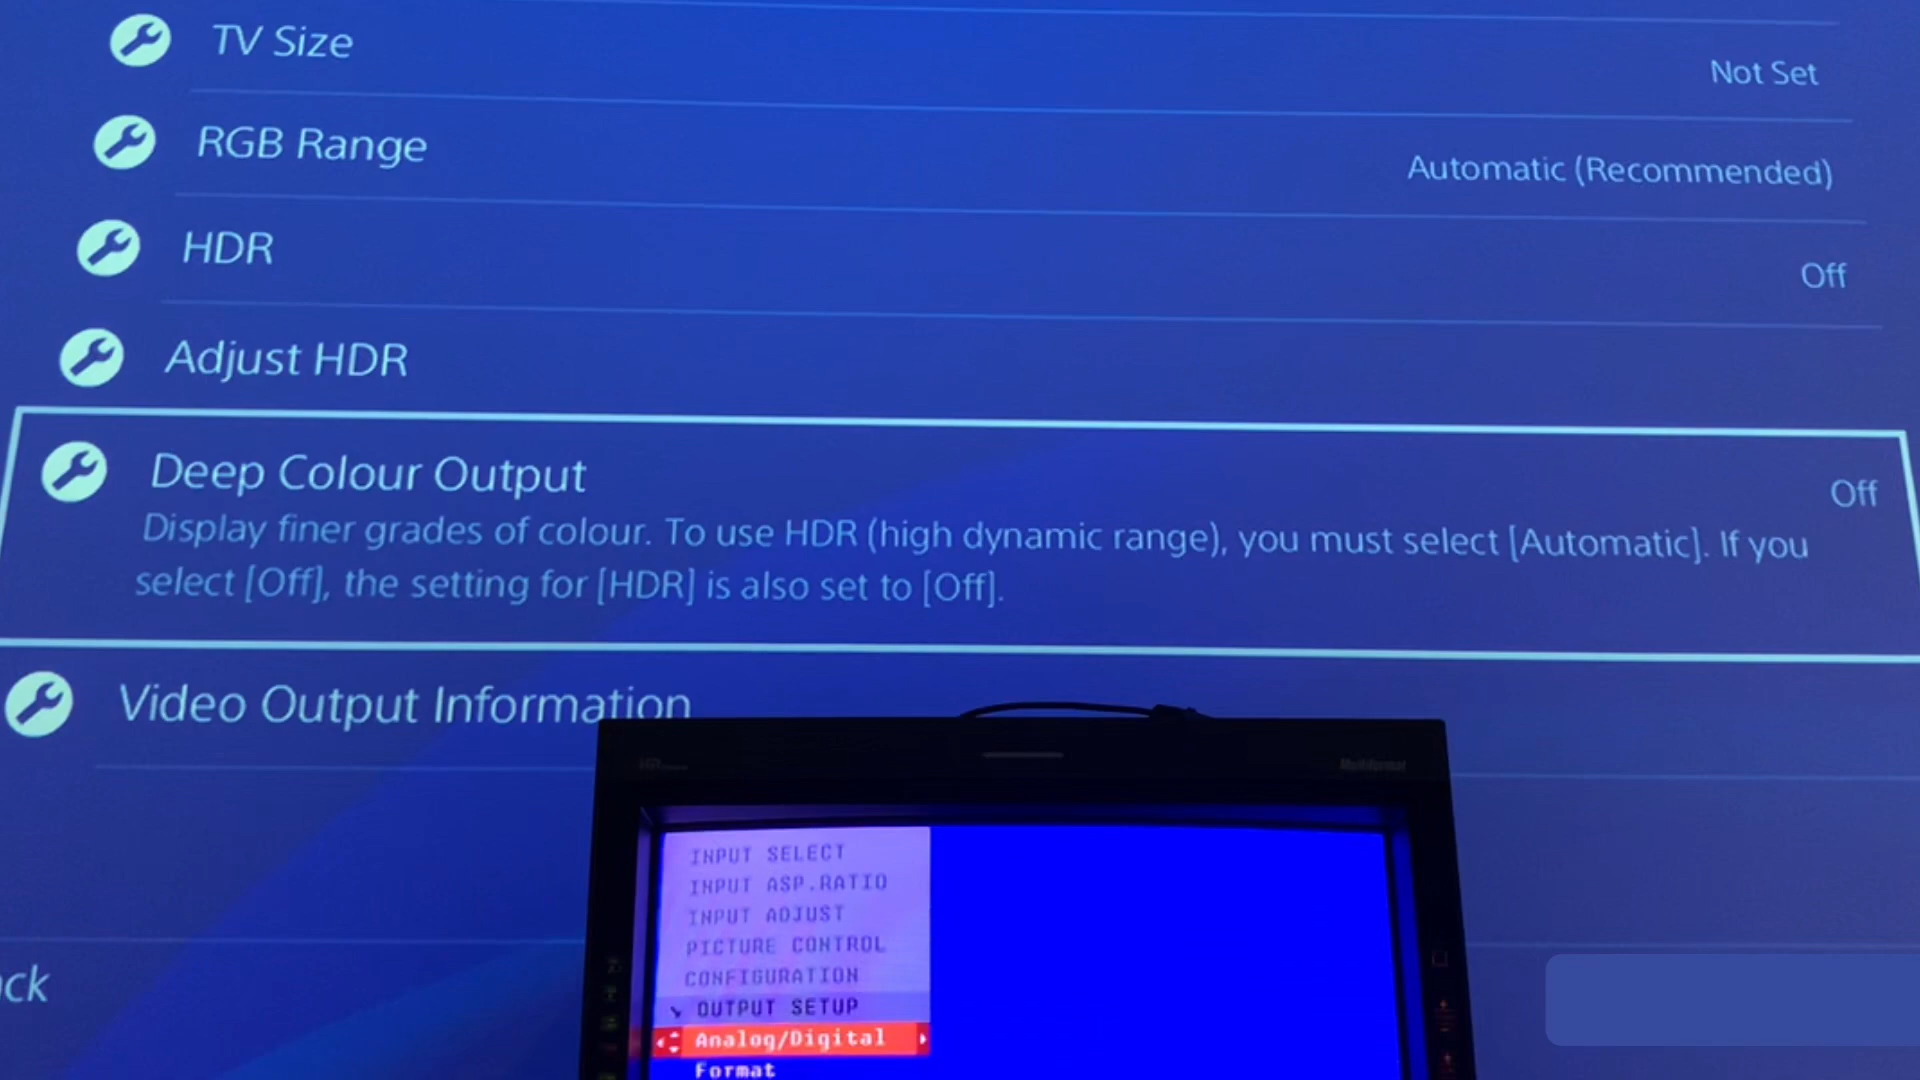 TV Size
Not Set
RGB Range
Automatic (Recommended)
HDR
Off
Adjust HDR
Deep Colour Output
Off
Display finer grades of colour. To use HDR (high dynamic range), you must select [Automatic]. If you
select [Off], the setting for [HDR] is also set to [Off].
Video Output Information
ck
MultiFormat
INPUT SELECT
INPUT ASP.RATIO
INPUT ADJUST
PICTURE CONTROL
CONFIGURATION
OUTPUT SETUP
Analog/Digital
Format